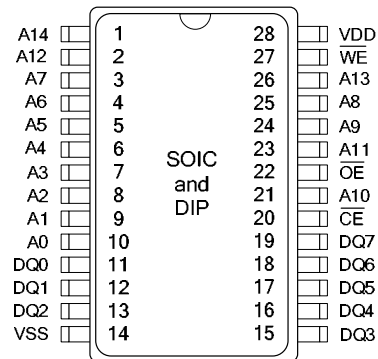 A14 1 28 VDD
A12 2 27 WE
A7 3 26 A13
A6 4 25 A8
A5 5 24 A9
A4 6 23 A11
A3 7 SOIC 22 OE
A2 8 and 21 A10
A1 9 DIP 20 CE
A0 10 19 DQ7
DQ0 11 18 DQ6
DQ1 12 17 DQ5
DQ2 13 16 DQ4
VSS 14 15 DQ3